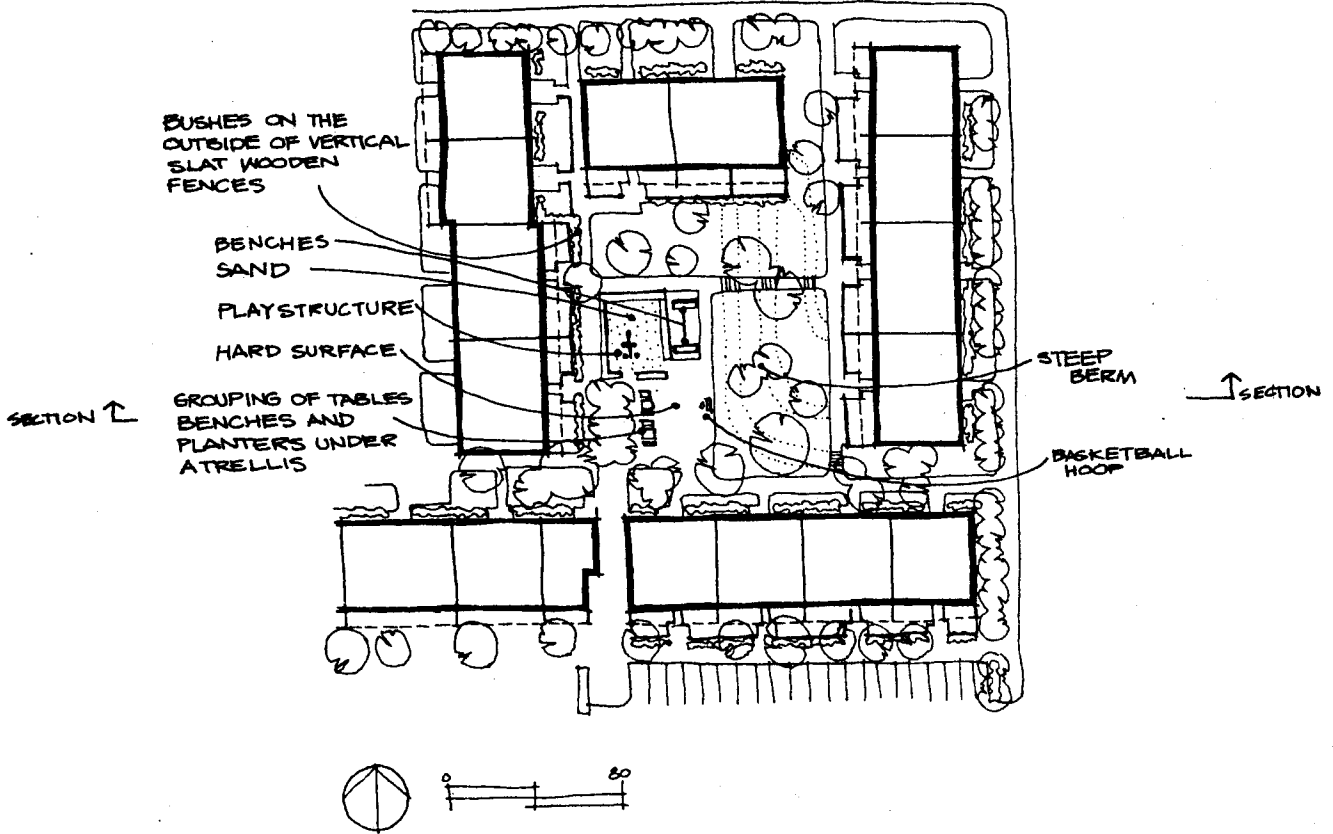 BUSHES ON THE
OUTSIDE OF VERTICAL
SLAT WOODEN
FENCES
BENCHES
SAND
PLAYSTRUCTURE
HARD SURFACE
GROUPING OF TABLES
BENCHES AND
PLANTERS UNDER
A TRELLIS
SECTION
STEEP
BERM
SECTION
BASKETBALL
HOOP
0 80